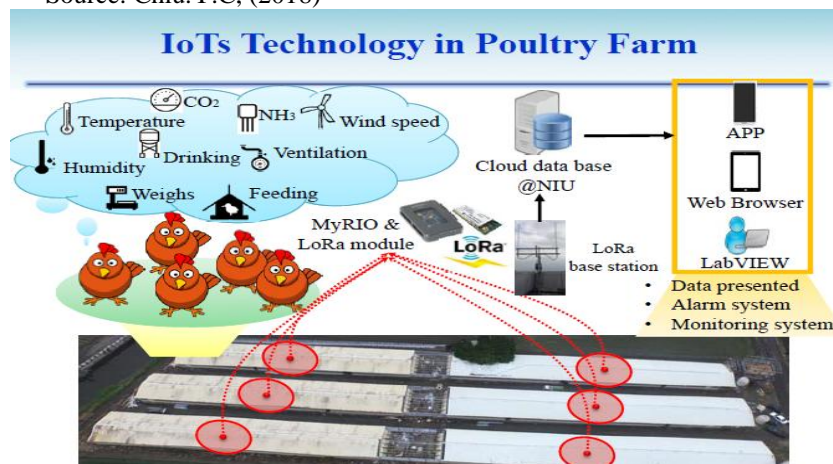 IoTs Technology in Poultry Farm
CO2
Temperature
NH3
Wind speed
Humidity
Drinking
Ventilation
Weighs
Feeding
MyRIO &
LoRa module
LoRa
Cloud data base
@NIU
LoRa
base station
APP
Web Browser
LabVIEW
• Data presented
• Alarm system
• Monitoring system